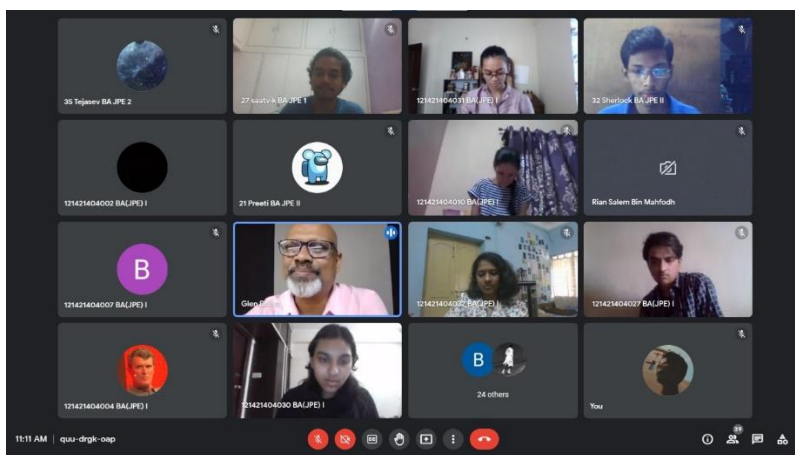 35 Tejasev BA JPE 2
27 saatvik BA JPE 1
121421404031 BA(JPE) I
32 Sherlock BA JPE II
121421404002 BA(JPE) I
21 Preeti BA JPE II
121421404010 BA(JPE) I
Rian Salem Bin Mahfodh
B
121421404007 BA(JPE) I
Glen
BA(JPE) I
121421404027 BA(JPE) I
121421404004 BA(JPE) I
121421404030 BA(JPE) I
B
24 others
You
11:11 AM | quu-drgk-oap
39